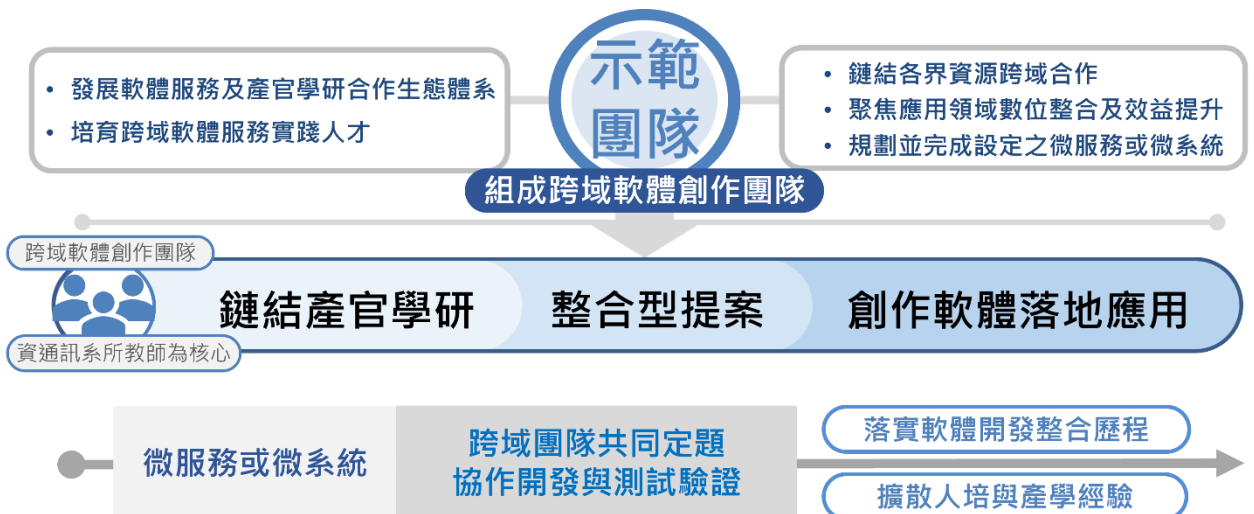 示範
團隊
• 發展軟體服務及產官學研合作生態體系
• 培育跨域軟體服務實踐人才
• 鏈結各界資源跨域合作
• 聚焦應用領域數位整合及效益提升
• 規劃並完成設定之微服務或微系統
組成跨域軟體創作團隊
跨域軟體創作團隊
資通訊系所教師為核心
鏈結產官學研
整合型提案
創作軟體落地應用
微服務或微系統
跨域團隊共同定題
協作開發與測試驗證
落實軟體開發整合歷程
擴散人培與產學經驗